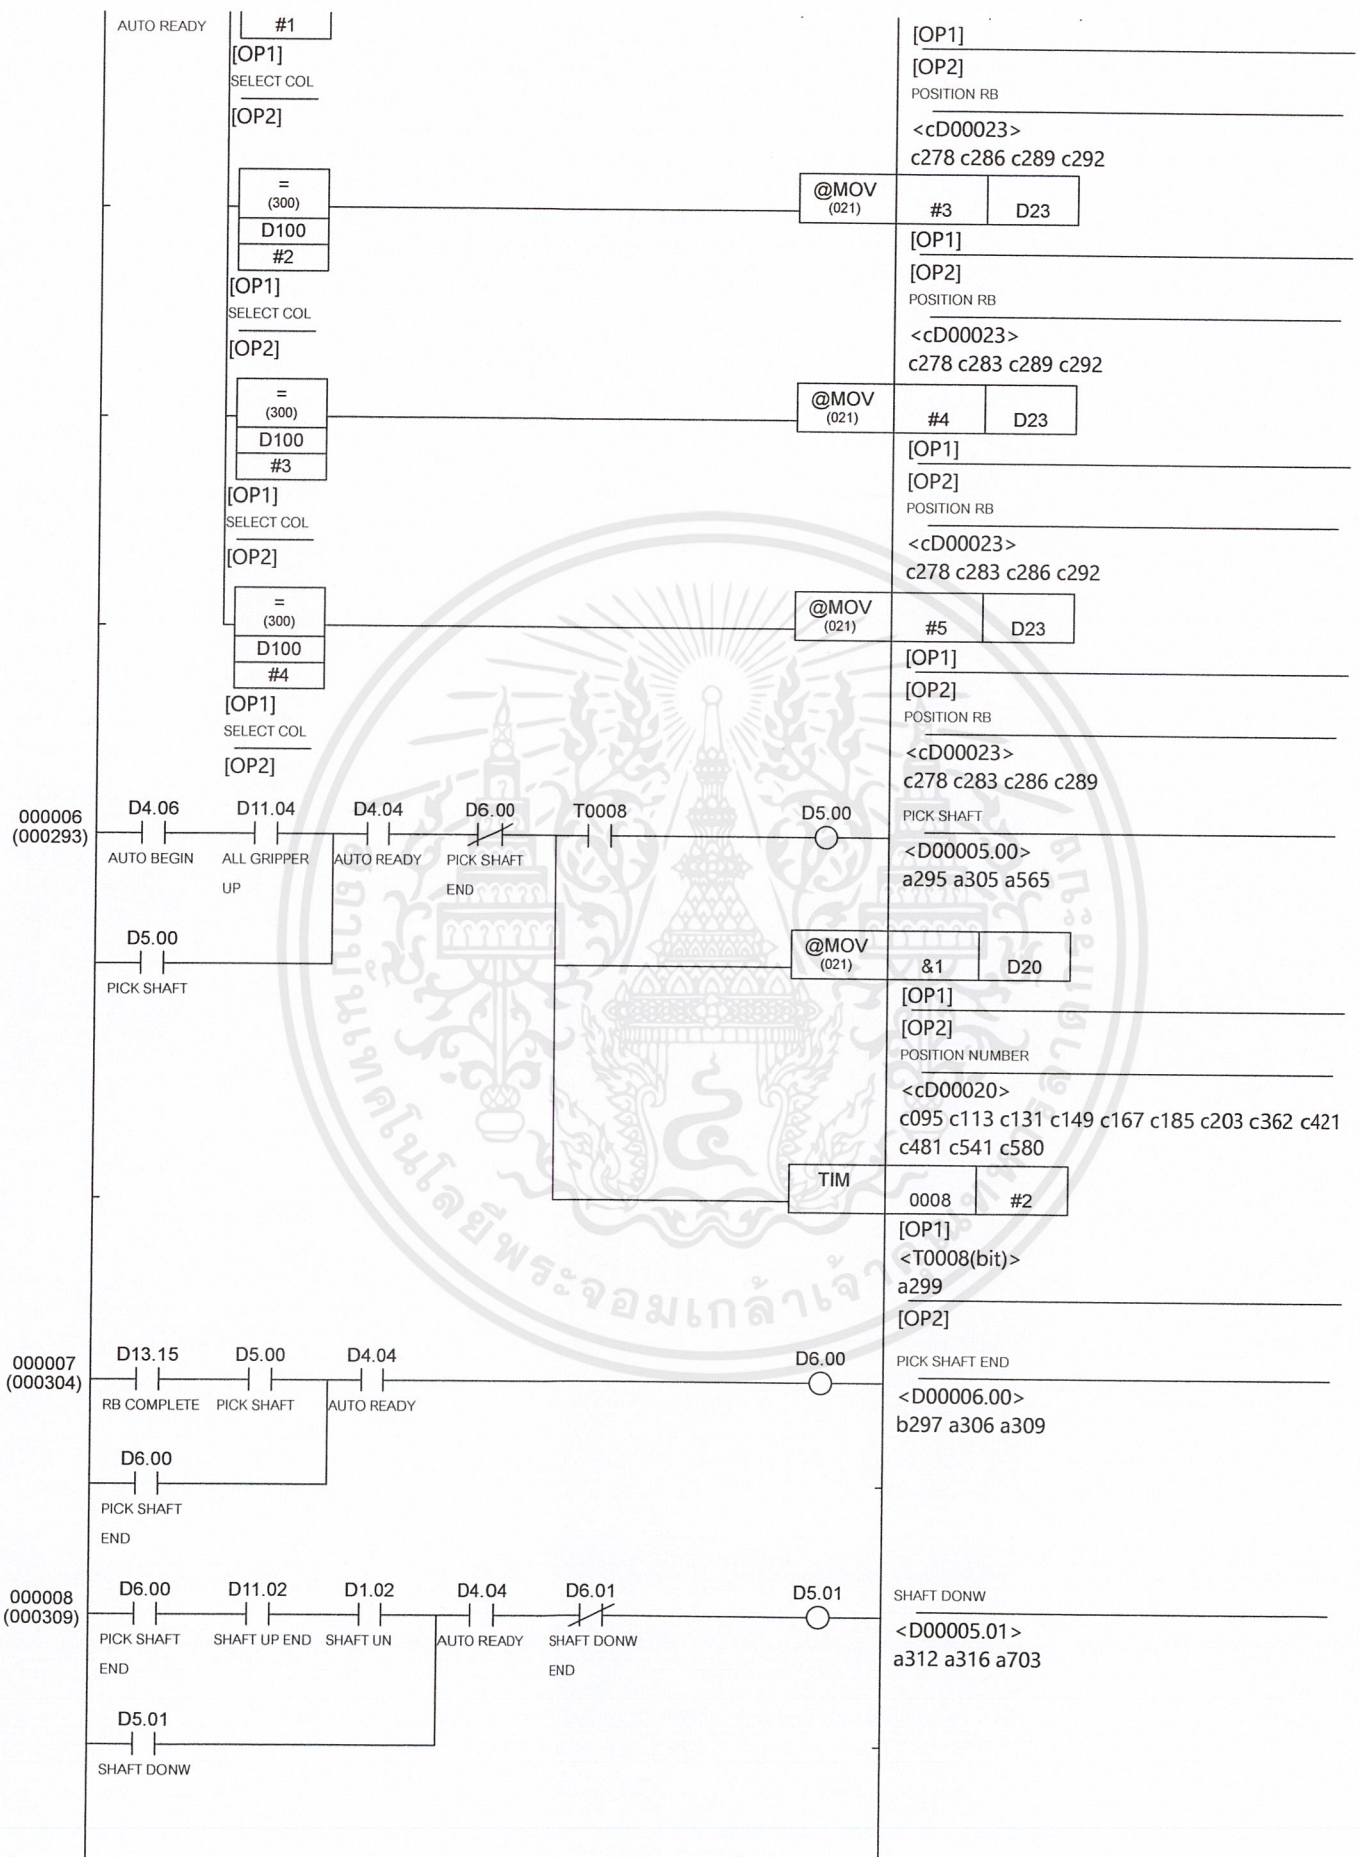 AUTO READY
#1
[OP1]
SELECT COL
[OP2]
[OP1]
[OP2]
POSITION RB
<cD00023>
c278 c286 c289 c292
=
(300)
D100
#2
@MOV
(021)
#3
D23
[OP1]
SELECT COL
[OP2]
[OP1]
[OP2]
POSITION RB
<cD00023>
c278 c283 c289 c292
=
(300)
D100
#3
@MOV
(021)
#4
D23
[OP1]
SELECT COL
[OP2]
[OP1]
[OP2]
POSITION RB
<cD00023>
c278 c283 c286 c292
=
(300)
D100
#4
@MOV
(021)
#5
D23
[OP1]
SELECT COL
[OP2]
[OP1]
[OP2]
POSITION RB
<cD00023>
c278 c283 c286 c289
000006
(000293)
D4.06
AUTO BEGIN
D11.04
ALL GRIPPER
UP
D4.04
AUTO READY
D6.00
PICK SHAFT
END
T0008
D5.00
PICK SHAFT
<D00005.00>
a295 a305 a565
D5.00
PICK SHAFT
@MOV
(021)
&1
D20
[OP1]
[OP2]
POSITION NUMBER
<cD00020>
c095 c113 c131 c149 c167 c185 c203 c362 c421
c481 c541 c580
TIM
0008
#2
[OP1]
<T0008(bit)>
a299
[OP2]
000007
(000304)
D13.15
RB COMPLETE
D5.00
PICK SHAFT
D4.04
AUTO READY
D6.00
PICK SHAFT END
<D00006.00>
b297 a306 a309
D6.00
PICK SHAFT
END
000008
(000309)
D6.00
PICK SHAFT
END
D11.02
SHAFT UP END
D1.02
SHAFT UN
D4.04
AUTO READY
D6.01
SHAFT DONW
END
D5.01
SHAFT DONW
<D00005.01>
a312 a316 a703
D5.01
SHAFT DONW